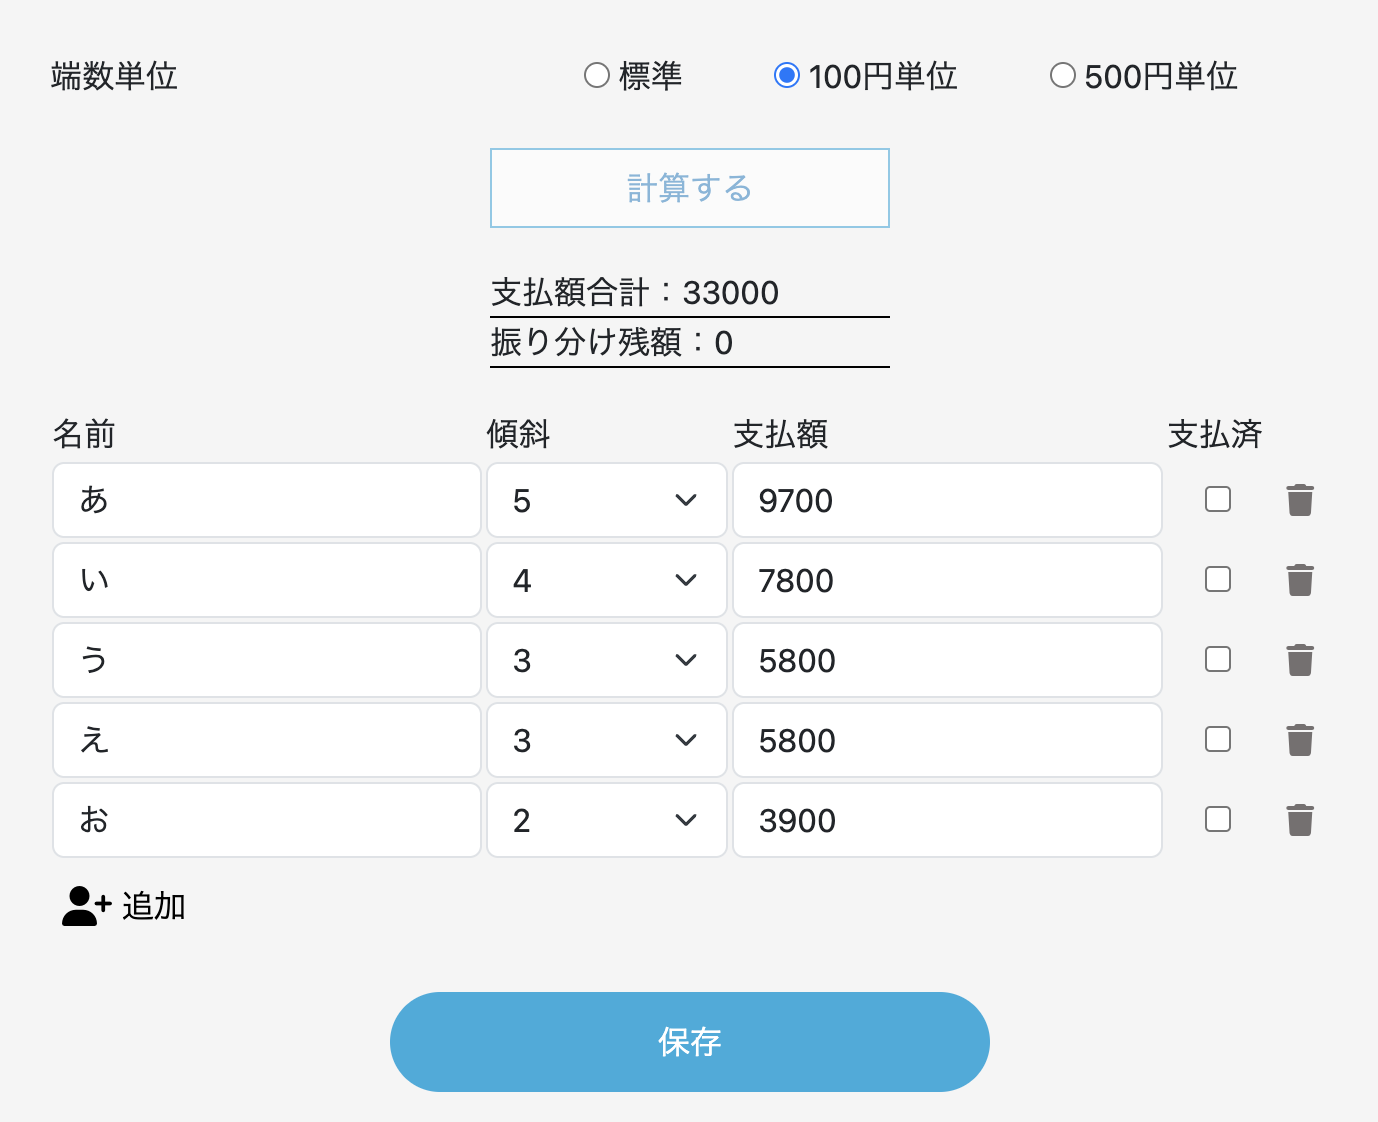 端数単位 標準 100円単位 500円単位
計算する
支払額合計：33000
振り分け残額：0
名前 傾斜 支払額 支払済
あ 5 9700
い 4 7800
う 3 5800
え 3 5800
お 2 3900
追加
保存